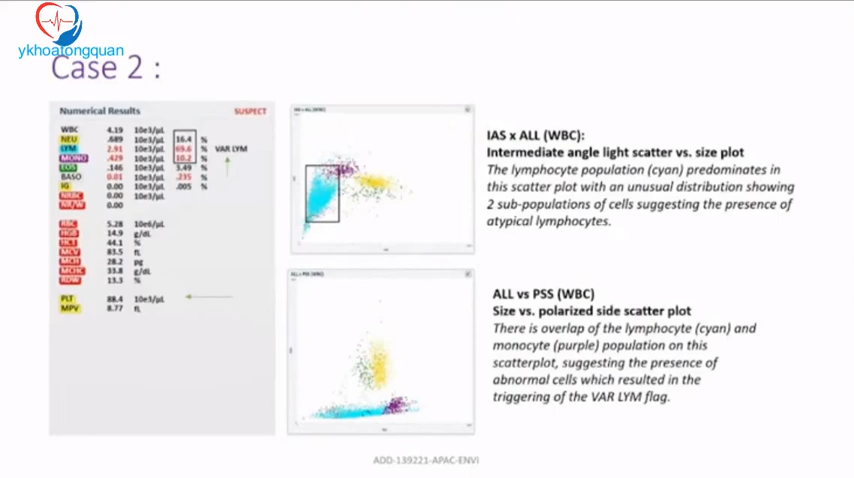 ykhoatongquan
Case 2 :
Numerical Results SUSPECT
WBC 4.19 10e3/µL
NEU .689 10e3/µL 16.4 %
LYM 2.91 10e3/µL 69.6 % VAR LYM
MONO .429 10e3/µL 10.2 %
EOS .146 10e3/µL 3.49 %
BASO 0.01 10e3/µL .235 %
IG 0.00 10e3/µL .005 %
NRBC 0.00 10e3/µL
NR/W 0.00
RBC 5.28 10e6/µL
HGB 14.9 g/dL
HCT 44.1 %
MCV 83.5
MCH 28.2 pg
MCHC 33.8 g/dL
RDW 13.3 %
PLT 88.4 10e3/µL
MPV 8.77
IAS x ALL (WBC):
Intermediate angle light scatter vs. size plot
The lymphocyte population (cyan) predominates in
this scatter plot with an unusual distribution showing
2 sub-populations of cells suggesting the presence of
atypical lymphocytes.
ALL vs PSS (WBC)
Size vs. polarized side scatter plot
There is overlap of the lymphocyte (cyan) and
monocyte (purple) population on this
scatterplot, suggesting the presence of
abnormal cells which resulted in the
triggering of the VAR LYM flag.
ADD-139221-APAC-ENVI